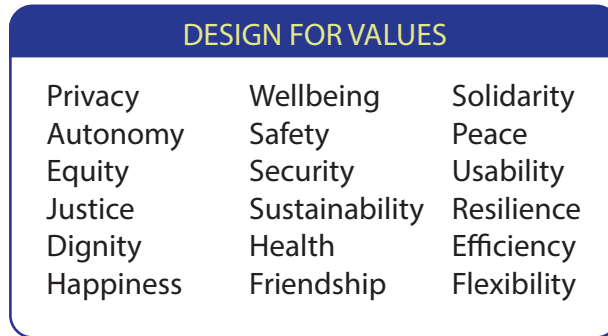 DESIGN FOR VALUES
Privacy Wellbeing Solidarity
Autonomy Safety Peace
Equity Security Usability
Justice Sustainability Resilience
Dignity Health Efficiency
Happiness Friendship Flexibility